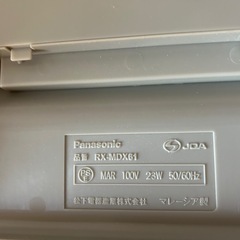 Panasonic JQA
品番 RX-MDX61
MAR 100V 23W 50/60Hz
松下電器産業株式会社 マレーシア製